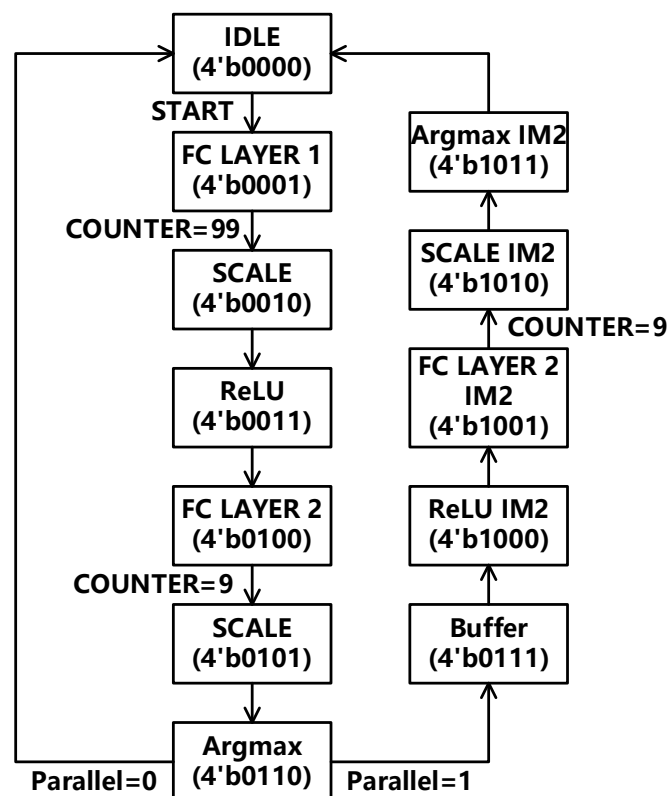 IDLE
(4'b0000)
START
FC LAYER 1
(4'b0001)
COUNTER=99
SCALE
(4'b0010)
ReLU
(4'b0011)
FC LAYER 2
(4'b0100)
COUNTER=9
SCALE
(4'b0101)
Argmax
(4'b0110)
Parallel=0
Parallel=1
Buffer
(4'b0111)
ReLU IM2
(4'b1000)
FC LAYER 2
IM2
(4'b1001)
COUNTER=9
SCALE IM2
(4'b1010)
Argmax IM2
(4'b1011)